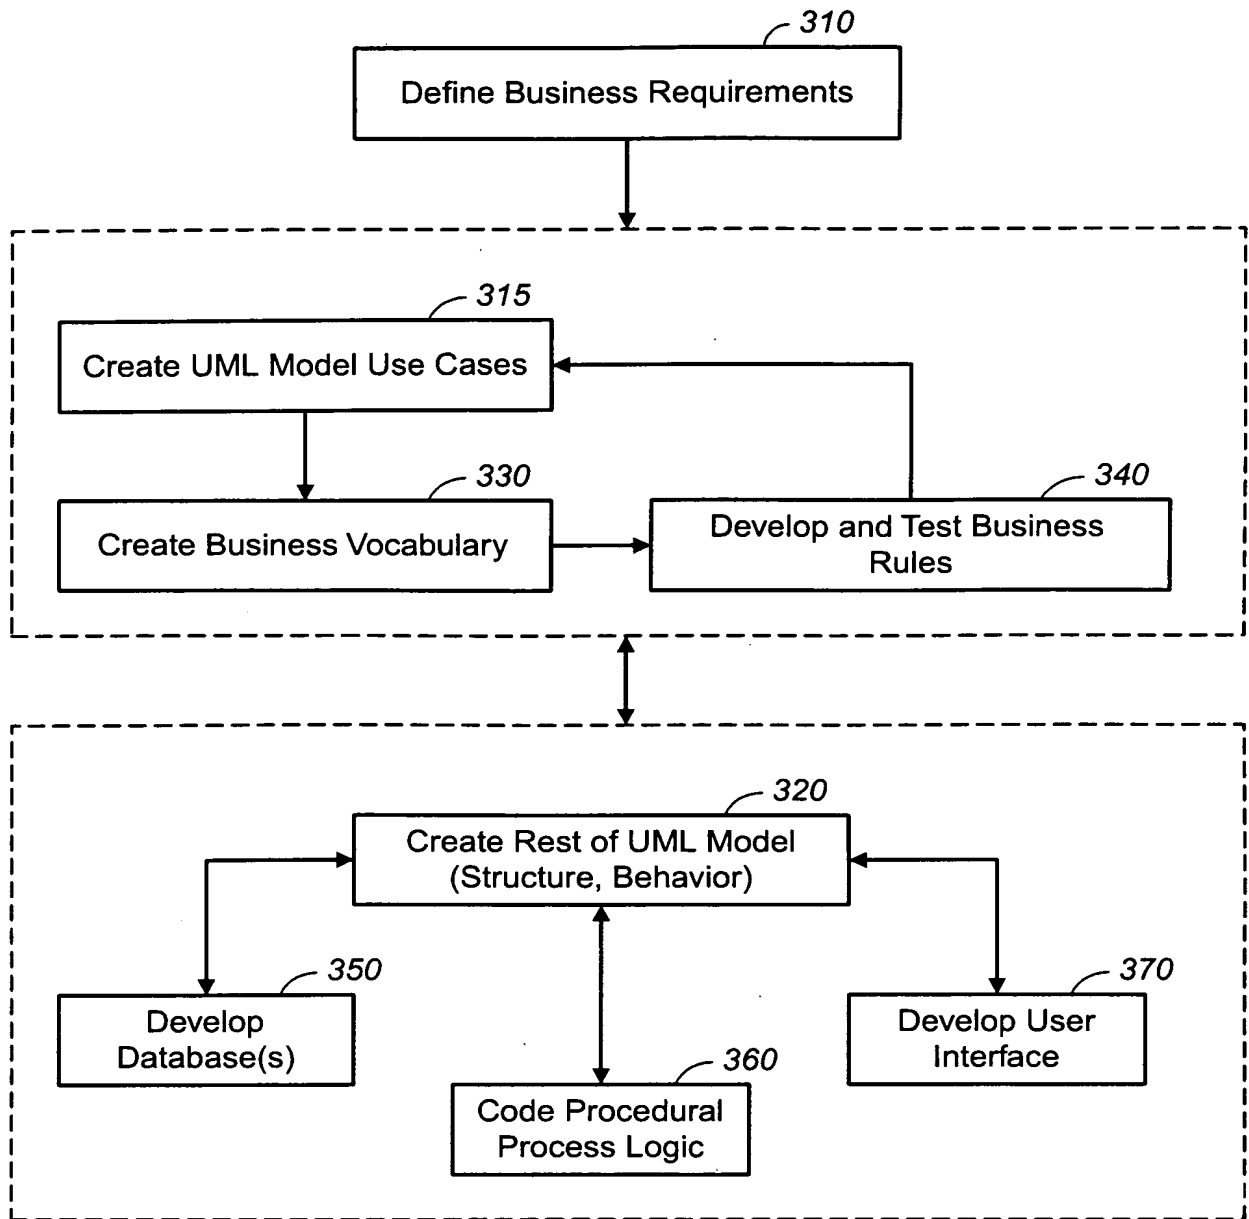 310
Define Business Requirements
315
Create UML Model Use Cases
330
Create Business Vocabulary
340
Develop and Test Business
Rules
320
Create Rest of UML Model
(Structure, Behavior)
350
Develop
Database(s)
360
Code Procedural
Process Logic
370
Develop User
Interface